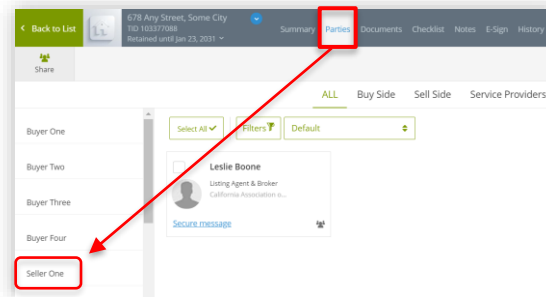 Back to List
678 Any Street, Some City
TID 103377088
Retained until Jan 23, 2031
Summary Parties Documents Checklist Notes E-Sign History
Share
ALL Buy Side Sell Side Service Providers
Select All Filters Default
Buyer One
Buyer Two
Buyer Three
Buyer Four
Seller One
Leslie Boone
Listing Agent & Broker
California Association o...
Secure message